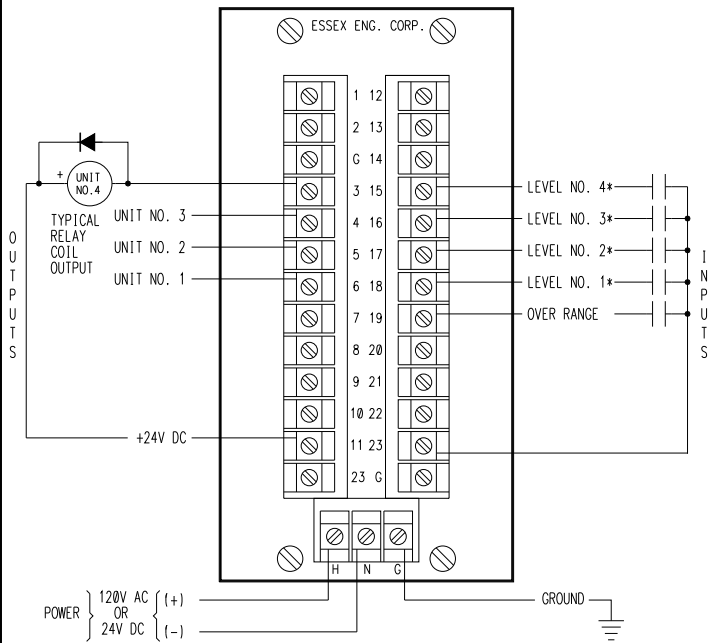 ESSEX ENG. CORP.
1 12
2 13
G 14
3 15
4 16
5 17
6 18
7 19
8 20
9 21
10 22
11 23
23 G
H N G
+ UNIT
NO.4
TYPICAL
RELAY
COIL
OUTPUT
UNIT NO. 3
UNIT NO. 2
UNIT NO. 1
OUTPUTS
+24V DC
LEVEL NO. 4*
LEVEL NO. 3*
LEVEL NO. 2*
LEVEL NO. 1*
OVER RANGE
INPUTS
POWER
120V AC (+)
OR
24V DC (-)
GROUND